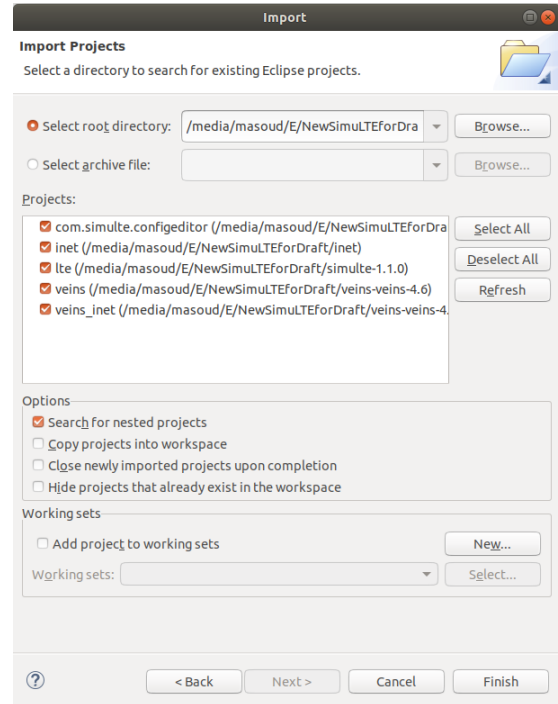 Import
Import Projects
Select a directory to search for existing Eclipse projects.
Select root directory: /media/masoud/E/NewSimuLTEforDra Browse...
Select archive file: Browse...
Projects:
com.simulte.configeditor (/media/masoud/E/NewSimuLTEforDra Select All
inet (/media/masoud/E/NewSimuLTEforDraft/inet)
lte (/media/masoud/E/NewSimuLTEforDraft/simulte-1.1.0) Deselect All
veins (/media/masoud/E/NewSimuLTEforDraft/veins-veins-4.6) Refresh
veins_inet (/media/masoud/E/NewSimuLTEforDraft/veins-veins-4.
Options
Search for nested projects
Copy projects into workspace
Close newly imported projects upon completion
Hide projects that already exist in the workspace
Working sets
Add project to working sets New...
Working sets: Select...
? < Back Next > Cancel Finish